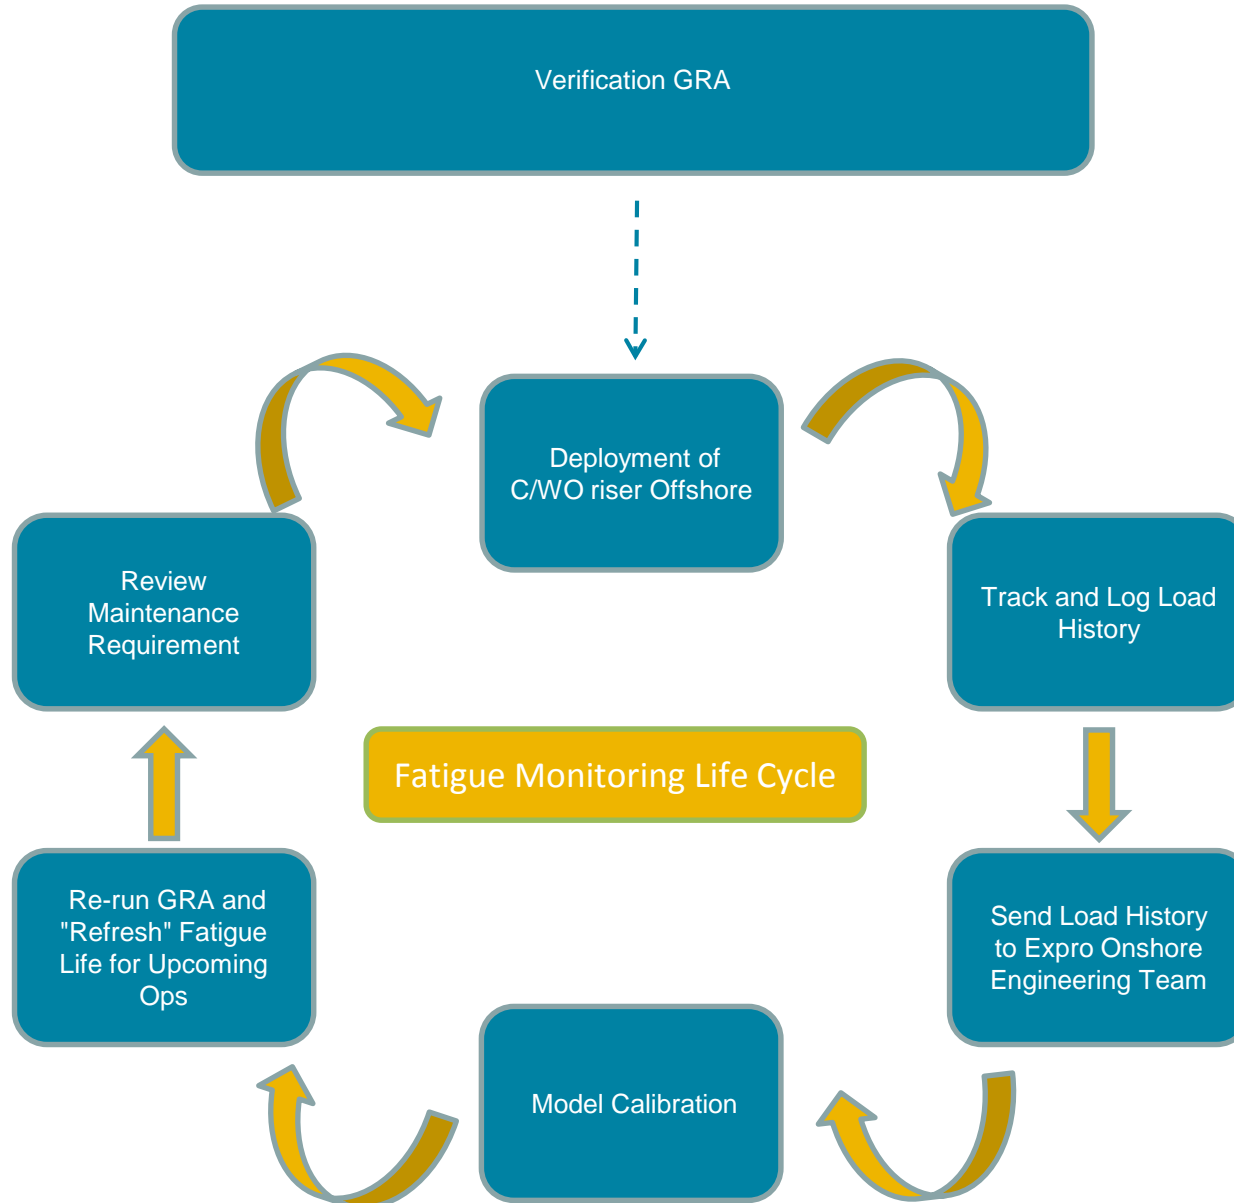 Verification GRA
Deployment of
C/WO riser Offshore
Track and Log Load
History
Send Load History
to Expro Onshore
Engineering Team
Model Calibration
Re-run GRA and
"Refresh" Fatigue
Life for Upcoming
Ops
Review
Maintenance
Requirement
Fatigue Monitoring Life Cycle